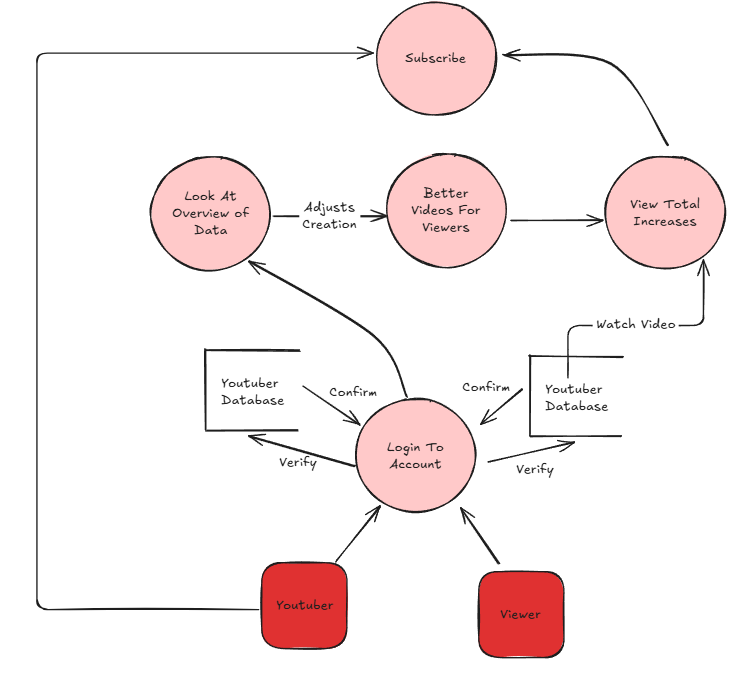 Subscribe
Look At
Overview of
Data
Adjusts
Creation
Better
Videos For
Viewers
View Total
Increases
Watch Video
Youtuber
Database
Confirm
Confirm
Youtuber
Database
Login To
Account
Verify
Verify
Youtuber
Viewer